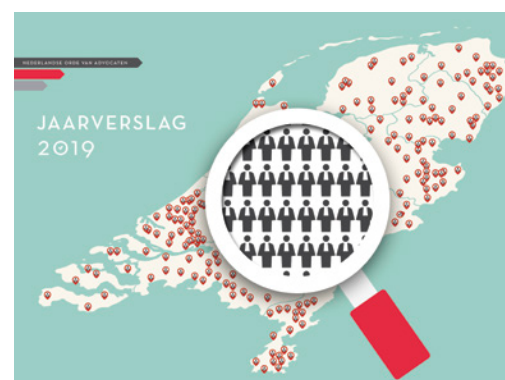 NEDERLANDSE ORDE VAN ADVOCATEN
JAARVERSLAG
2019